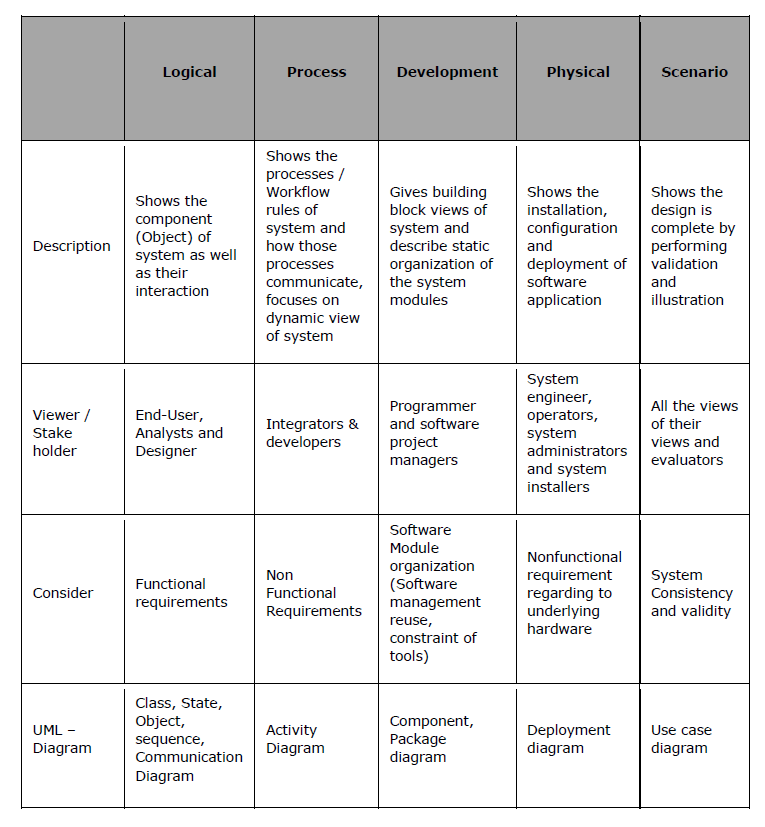 Logical
Process
Development
Physical
Scenario
Description
Shows the
component
(Object) of
system as well
as their
interaction
Shows the
processes /
Workflow
rules of
system and
how those
processes
communicate,
focuses on
dynamic view
of system
Gives building
block views of
system and
describe static
organization of
the system
modules
Shows the
installation,
configuration
and
deployment of
software
application
Shows the
design is
complete by
performing
validation
and
illustration
Viewer /
Stake
holder
End-User,
Analysts and
Designer
Integrators &
developers
Programmer
and software
project
managers
System
engineer,
operators,
system
administrators
and system
installers
All the views
of their
views and
evaluators
Consider
Functional
requirements
Non
Functional
Requirements
Software
Module
organization
(Software
management
reuse,
constraint of
tools)
Nonfunctional
requirement
regarding to
underlying
hardware
System
Consistency
and validity
UML –
Diagram
Class, State,
Object,
sequence,
Communication
Diagram
Activity
Diagram
Component,
Package
diagram
Deployment
diagram
Use case
diagram